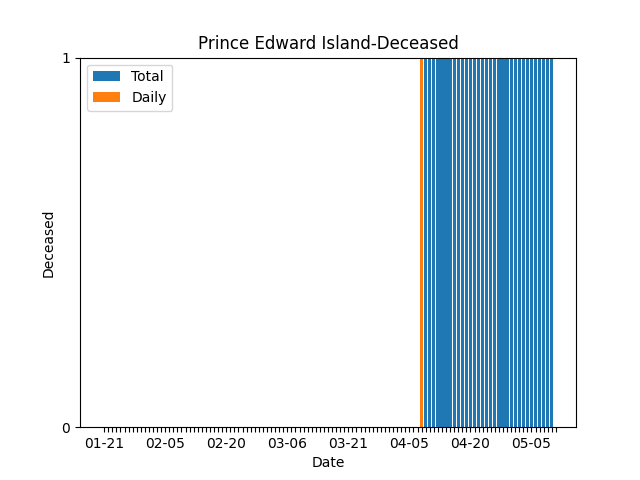 Prince Edward Island-Deceased
1
Total
Daily
Deceased
0
01-21 02-05 02-20 03-06 03-21 04-05 04-20 05-05
Date